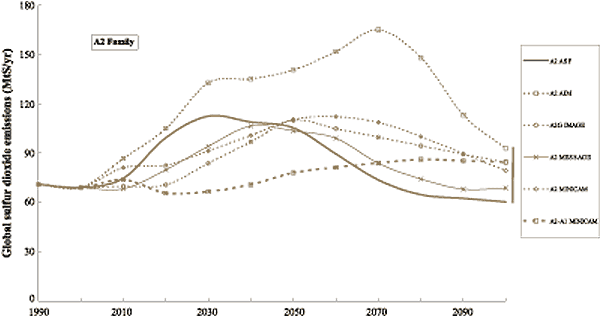 Global sulfur dioxide emissions (MtS/yr)
180
150
120
90
60
30
0
A2 Family
1990
2010
2030
2050
2070
2090
A2 ASF
A2 AIM
A2G IMAGE
A2 MESSAGE
A2 MINICAM
A2-A1 MINICAM